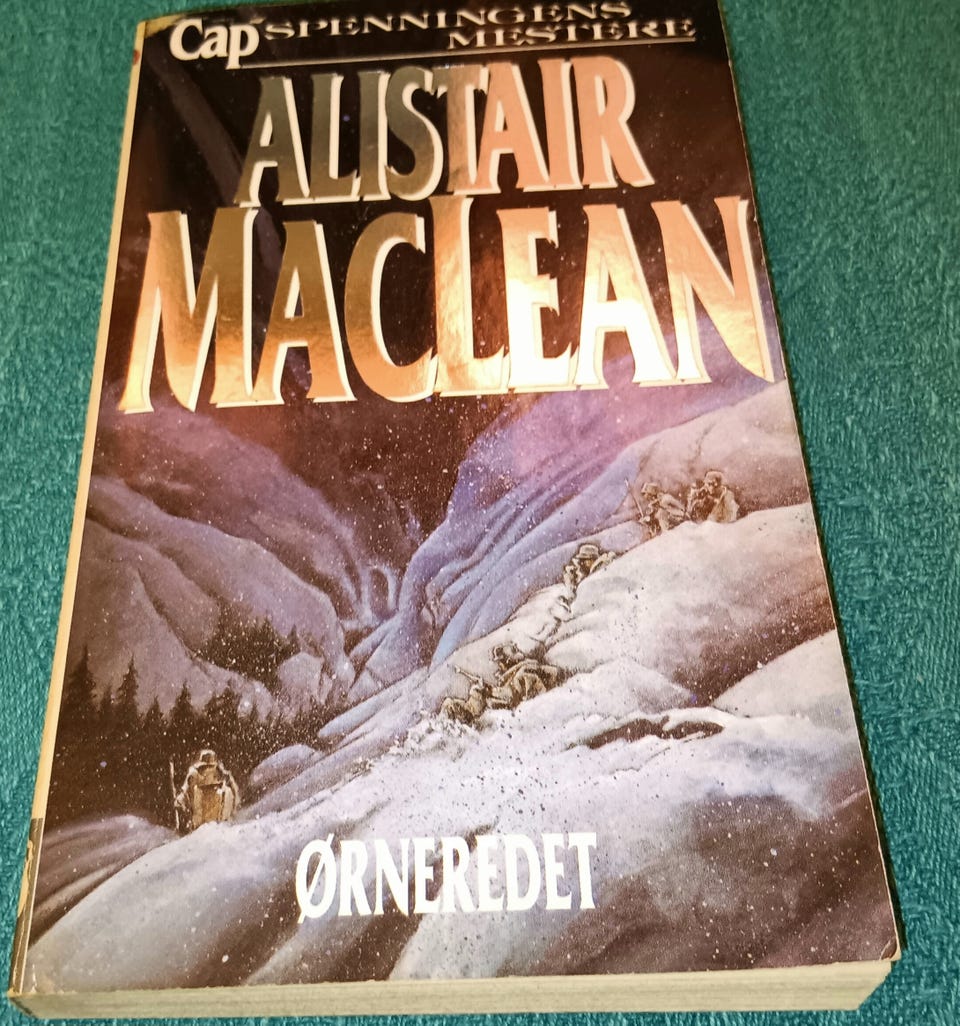 Cap SPENNINGENS
MESTERE
ALISTAIR
MACLEAN
ØRNEREDET